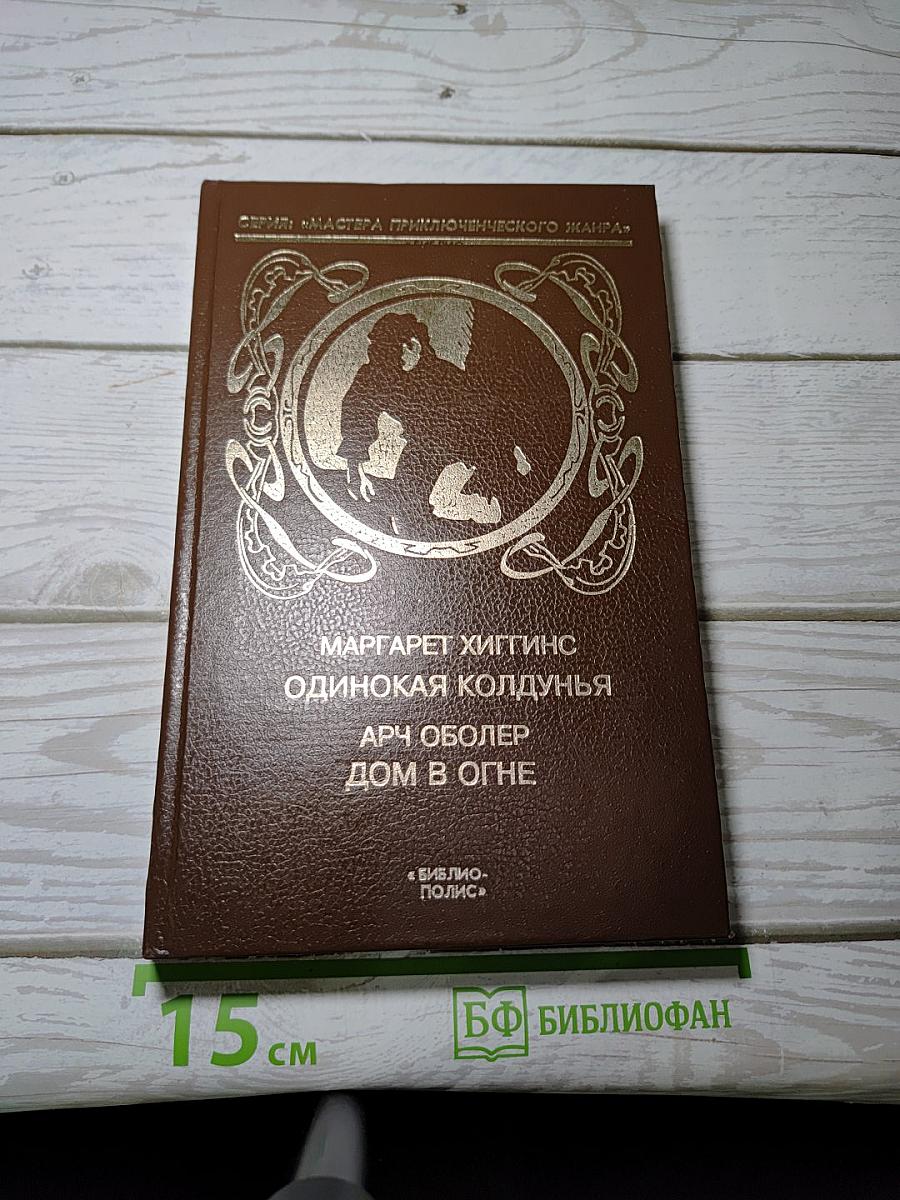 СЕРИЯ: «МАСТЕРА ПРИКЛЮЧЕНЧЕСКОГО ЖАНРА»
МАРГАРЕТ ХИГГИНС
ОДИНОКАЯ КОЛДУНЬЯ
АРЧ ОБОЛЕР
ДОМ В ОГНЕ
«БИБЛИО-
ПОЛИС»
15 см
БФ БИБЛИОФАН